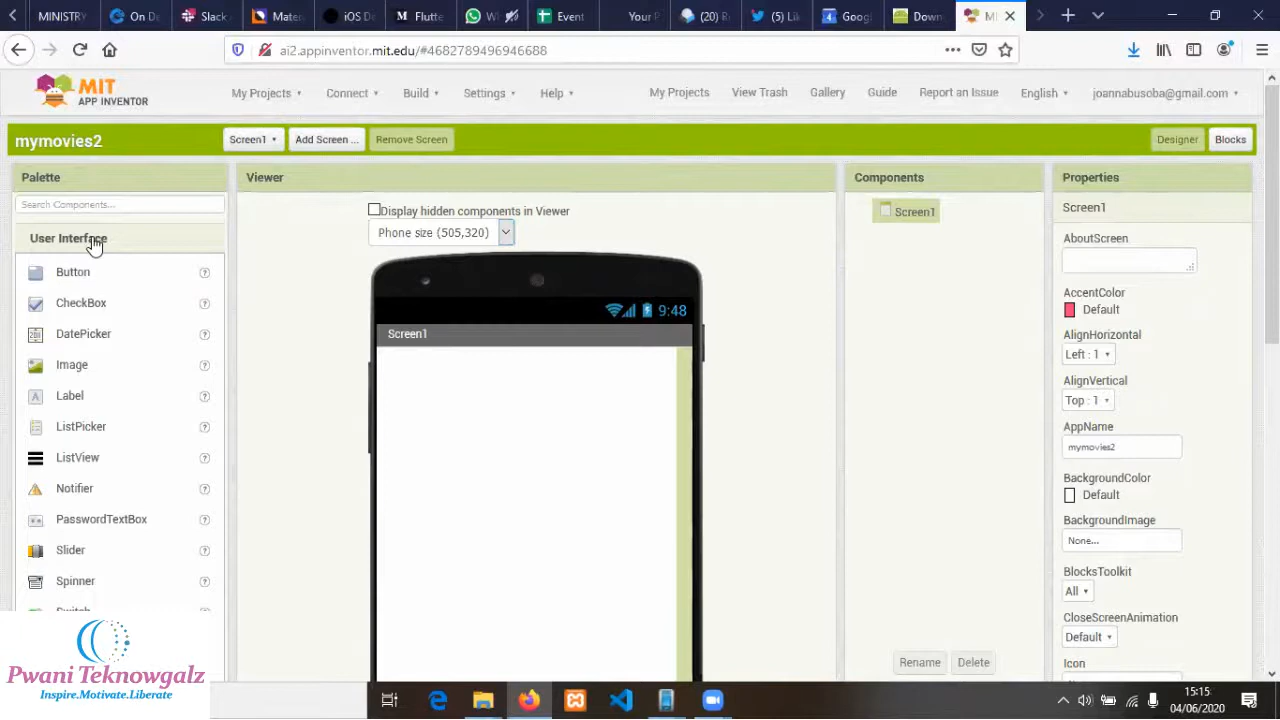 MINISTRY
On De
Slack
Mater
iOS De
Flutte
W
Event
Your P
(20) R
(5) Lik
Googl
Down
MI
ai2.appinventor.mit.edu/#4682789496946688
MIT
APP INVENTOR
My Projects
Connect
Build
Settings
Help
My Projects
View Trash
Gallery
Guide
Report an Issue
English
joannabusoba@gmail.com
mymovies2
Screen1
Add Screen ...
Remove Screen
Designer
Blocks
Palette
Viewer
Components
Properties
Search Components...
User Interface
Button
CheckBox
DatePicker
Image
Label
ListPicker
ListView
Notifier
PasswordTextBox
Slider
Spinner
Display hidden components in Viewer
Phone size (505,320)
9:48
Screen1
Screen1
Rename
Delete
Screen1
AboutScreen
AccentColor
Default
AlignHorizontal
Left : 1
AlignVertical
Top : 1
AppName
mymovies2
BackgroundColor
Default
BackgroundImage
None...
BlocksToolkit
All
CloseScreenAnimation
Default
Icon
Pwani Teknowgalz
Inspire.Motivate.Liberate
15:15
04/06/2020